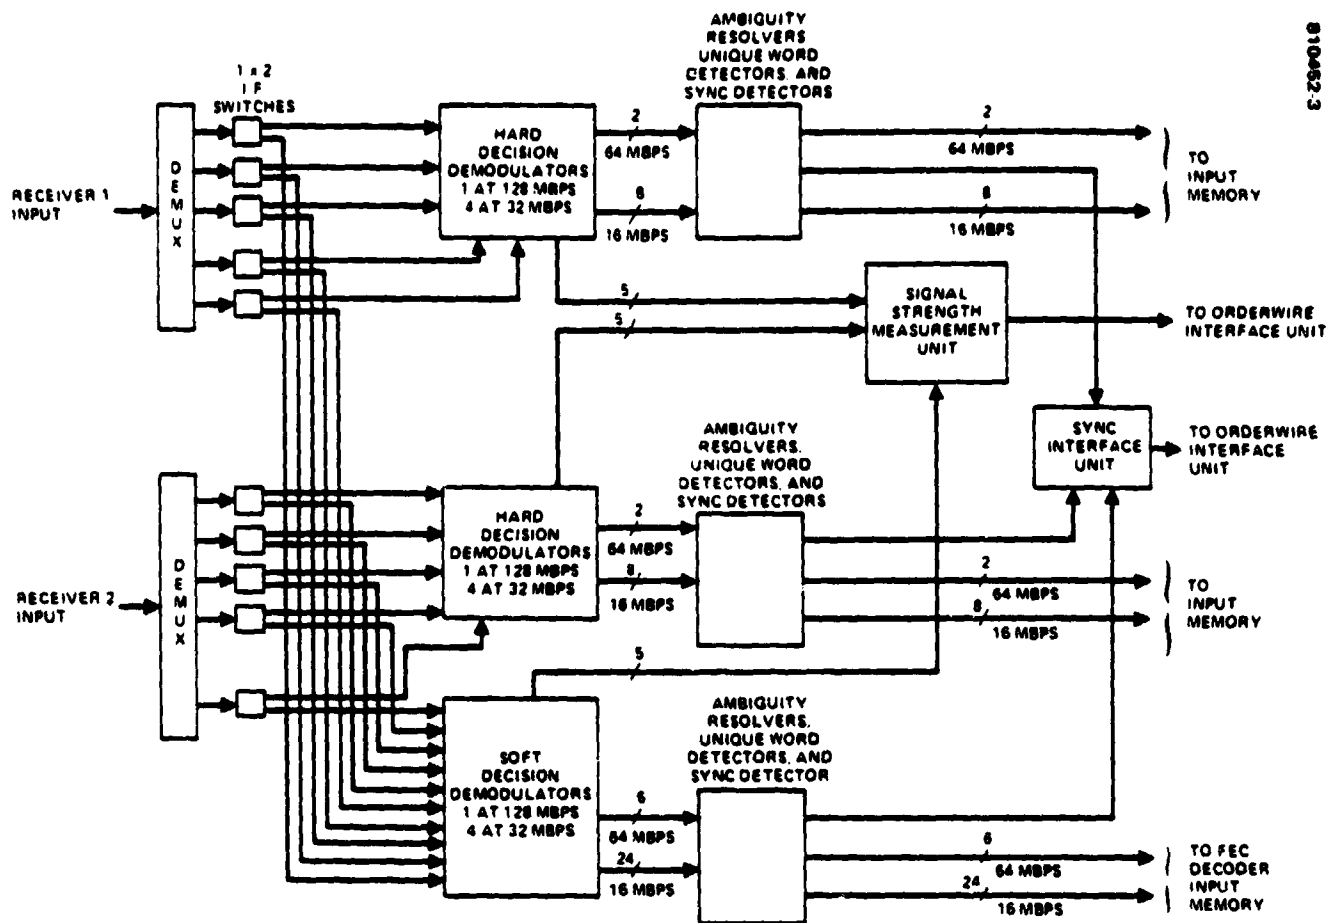 810452-3
1 x 2
I F
SWITCHES
AMBIGUITY
RESOLVERS
UNIQUE WORD
DETECTORS, AND
SYNC DETECTORS
RECEIVER 1
INPUT
DEMUX
HARD
DECISION
DEMODULATORS
1 AT 128 MBPS
4 AT 32 MBPS
2
64 MBPS
8
16 MBPS
2
64 MBPS
8
16 MBPS
TO
INPUT
MEMORY
5
5
SIGNAL
STRENGTH
MEASUREMENT
UNIT
TO ORDERWIRE
INTERFACE UNIT
SYNC
INTERFACE
UNIT
TO ORDERWIRE
INTERFACE
UNIT
AMBIGUITY
RESOLVERS,
UNIQUE WORD
DETECTORS, AND
SYNC DETECTORS
RECEIVER 2
INPUT
DEMUX
HARD
DECISION
DEMODULATORS
1 AT 128 MBPS
4 AT 32 MBPS
2
64 MBPS
8
16 MBPS
2
64 MBPS
8
16 MBPS
TO
INPUT
MEMORY
5
AMBIGUITY
RESOLVERS,
UNIQUE WORD
DETECTORS, AND
SYNC DETECTOR
SOFT
DECISION
DEMODULATORS
1 AT 128 MBPS
4 AT 32 MBPS
6
64 MBPS
24
16 MBPS
6
64 MBPS
24
16 MBPS
TO FEC
DECODER
INPUT
MEMORY